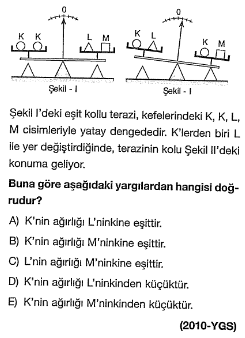 0 0
K K L M K L K M
Şekil - I Şekil - I
Şekil I'deki eşit kollu terazi, kefelerindeki K, K, L,
M cisimleriyle yatay dengededir. K'lerden biri L
ile yer değiştirdiğinde, terazinin kolu Şekil II'deki
konuma geliyor.
Buna göre aşağıdaki yargılardan hangisi doğ-
rudur?
A) K'nin ağırlığı L'ninkine eşittir.
B) K'nin ağırlığı M'ninkine eşittir.
C) L'nin ağırlığı M'ninkine eşittir.
D) K'nin ağırlığı L'ninkinden küçüktür.
E) K'nin ağırlığı M'ninkinden küçüktür.
(2010-YGS)